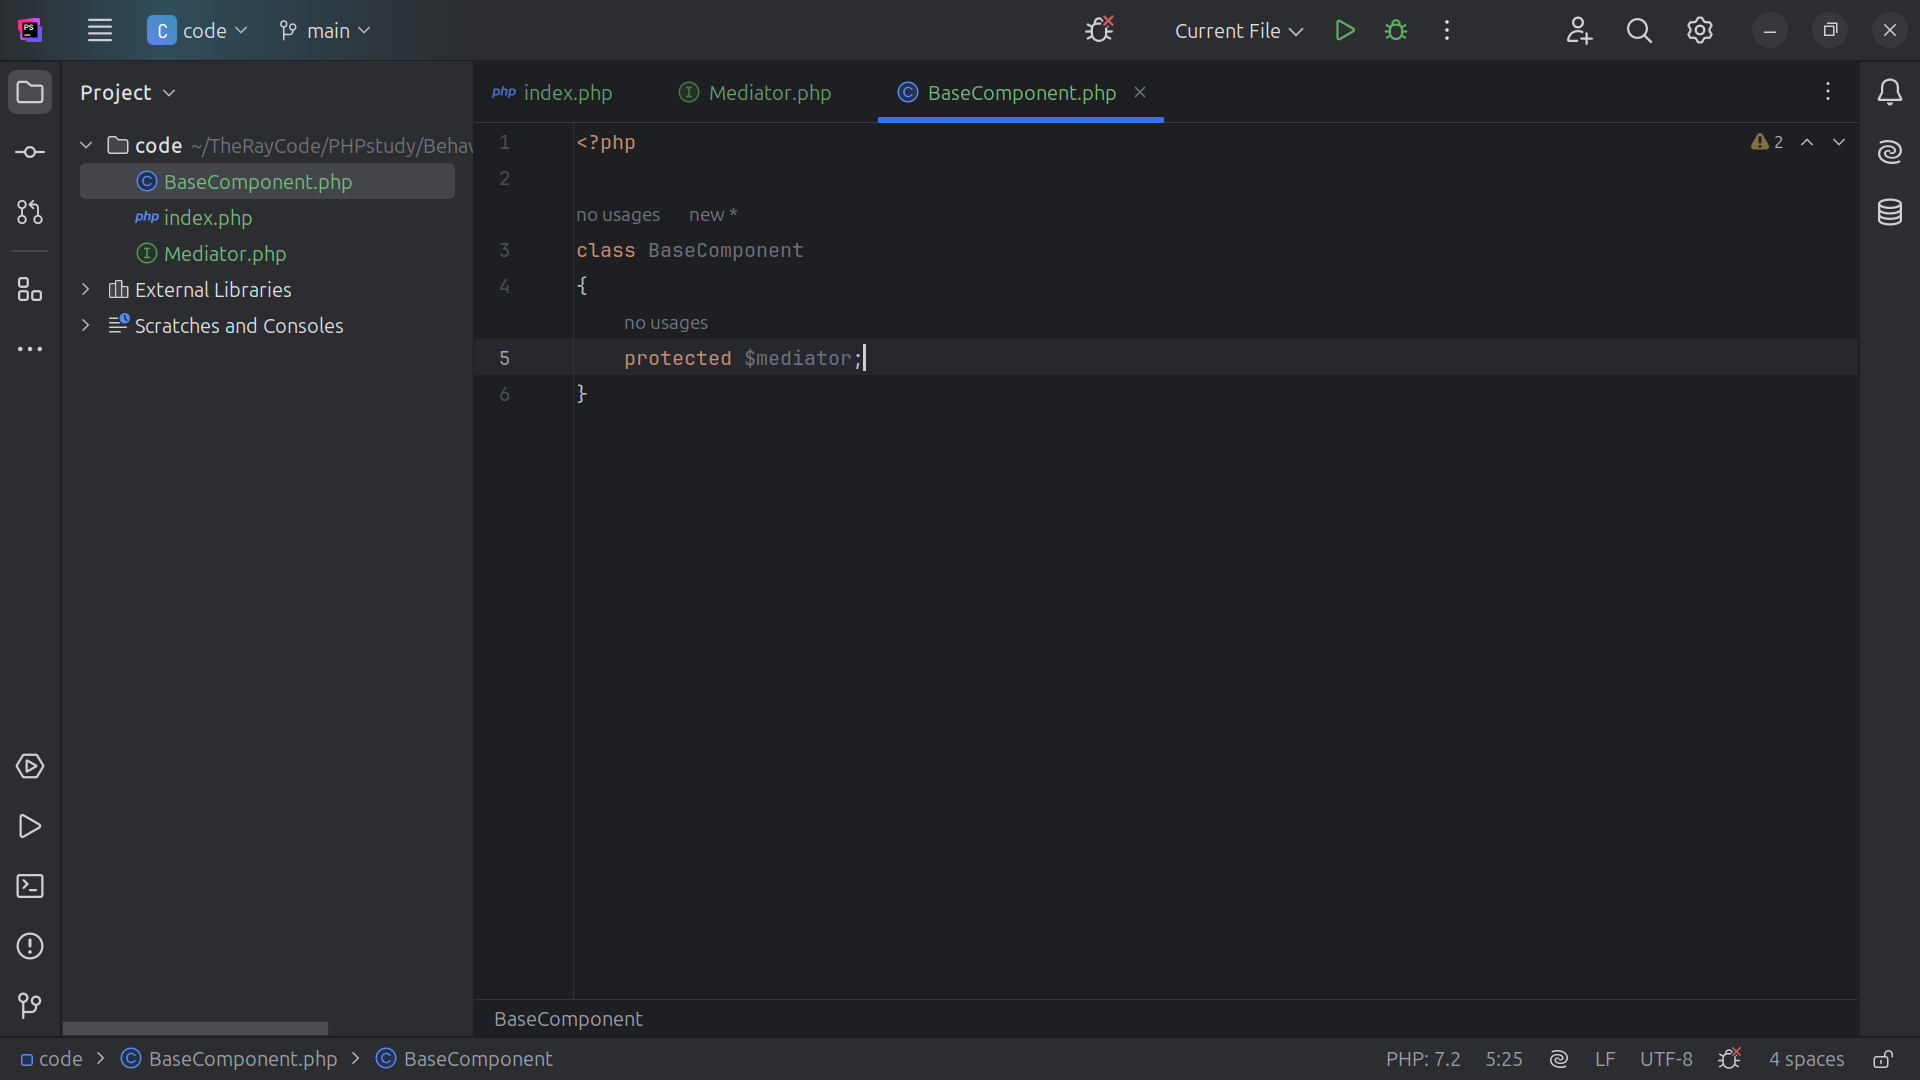 code
main
Current File
Project
php index.php
Mediator.php
BaseComponent.php
code ~/TheRayCode/PHPstudy/Behav
BaseComponent.php
php index.php
Mediator.php
External Libraries
Scratches and Consoles
1 <?php
2
2
no usages new *
3 class BaseComponent
4 {
no usages
5 protected $mediator;
6 }
BaseComponent
code > BaseComponent.php > BaseComponent
PHP: 7.2 5:25 LF UTF-8 4 spaces